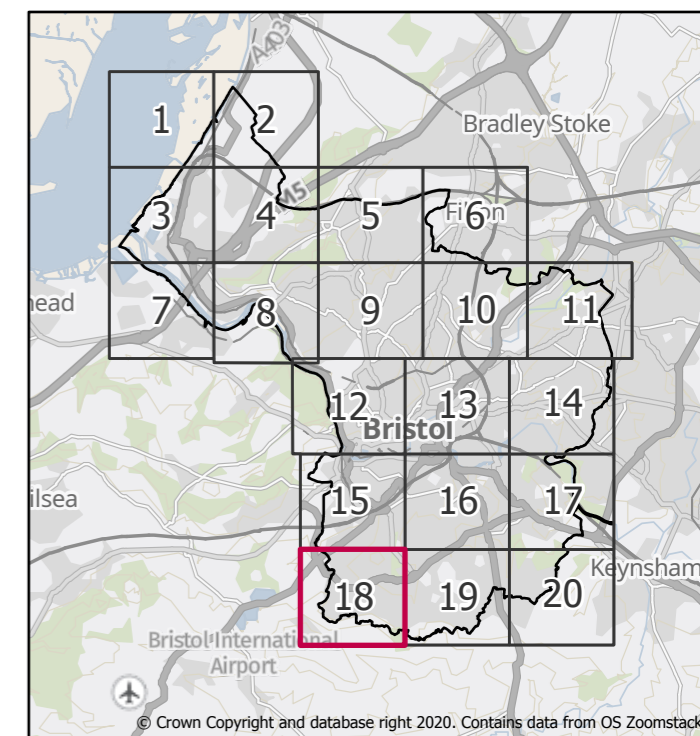 A403
1
2
Bradley Stoke
M5
3
4
5
Filton
6
ead
7
8
9
10
11
12
13
14
Bristol
ilsea
15
16
17
Keynsham
18
19
20
Bristol International
Airport
© Crown Copyright and database right 2020. Contains data from OS Zoomstack